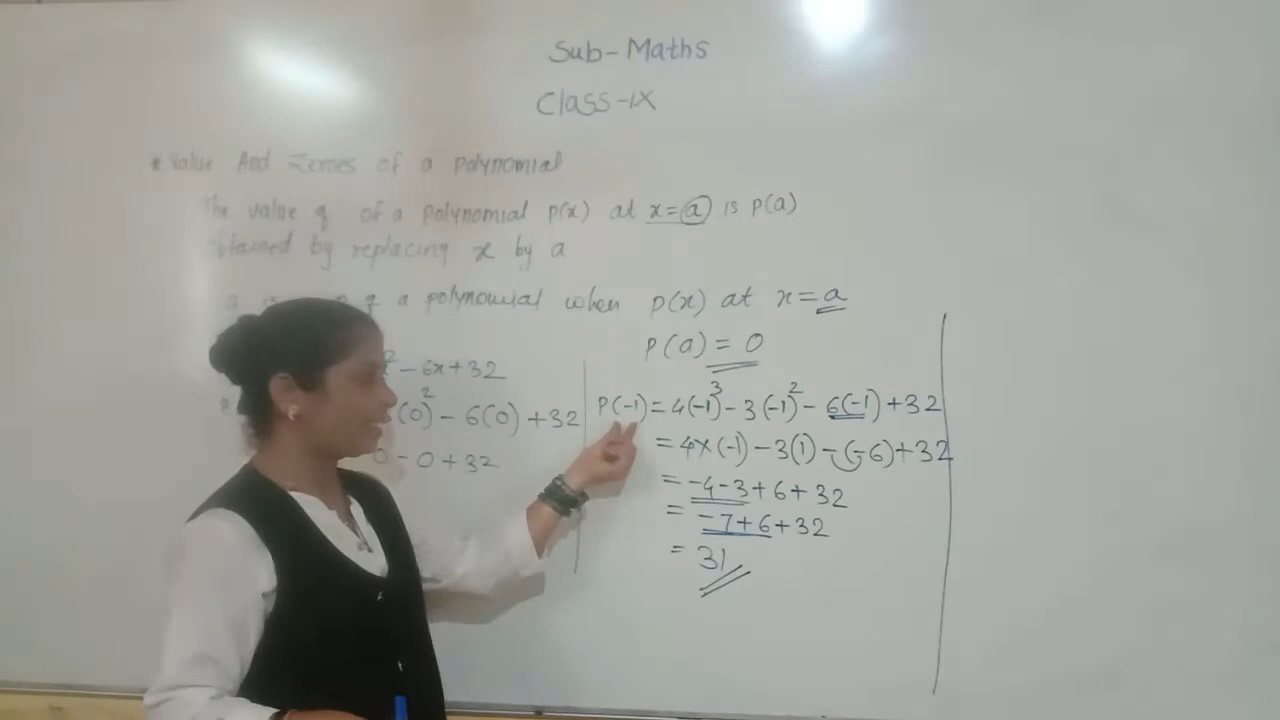 Sub-Maths
Class-IX
* Value And Zeroes of a polynomial
The value of of a polynomial p(x) at x=a is p(a)
by replacing x by a
a is of a polynomial when p(x) at x=a
P(a) = 0
² - 6x+32
(0)² - 6(0) +32
0 - 0 +32
P(-1) = 4(-1)³ - 3(-1)² - 6(-1) +32
= 4x(-1) - 3(1) - (-6) +32
= -4-3+6+32
= -7+6+32
= 31